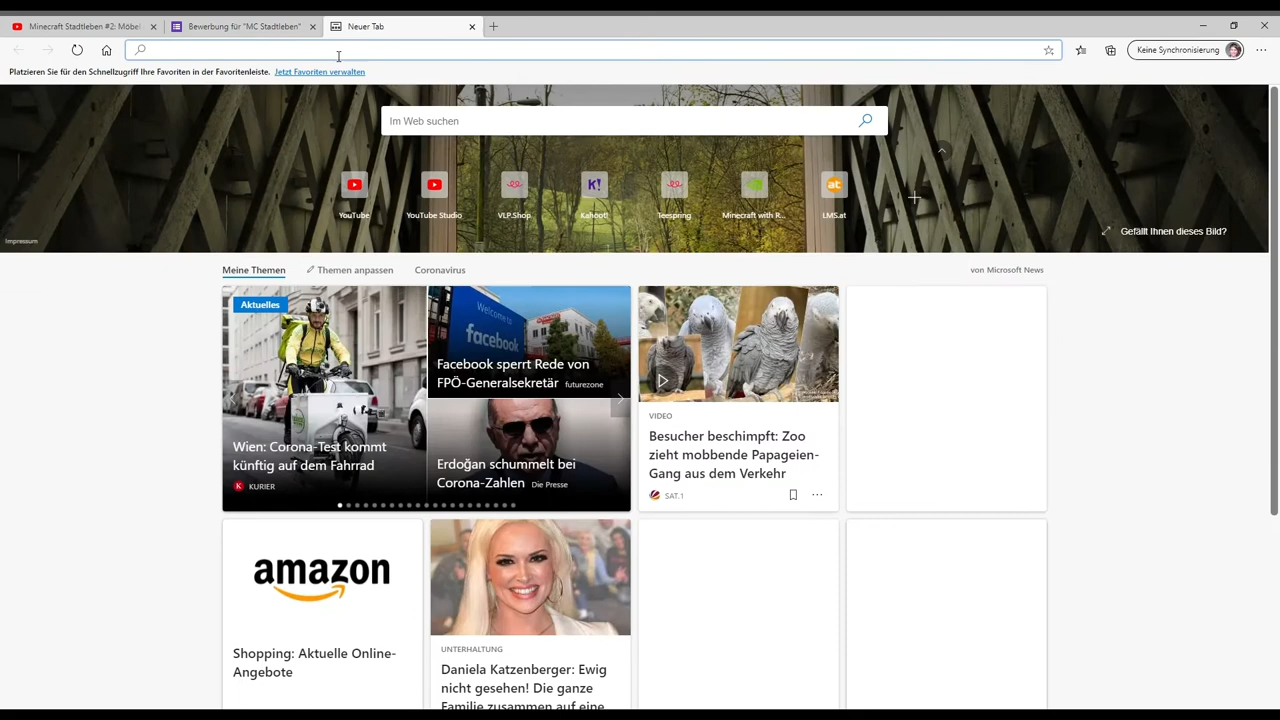 Minecraft Stadtleben #2: Möbel
Bewerbung für "MC Stadtleben"
Neuer Tab
Keine Synchronisierung
Platzieren Sie für den Schnellzugriff Ihre Favoriten in der Favoritenleiste. Jetzt Favoriten verwalten
Im Web suchen
K!
at
YouTube
YouTube Studio
VLP.Shop
Kahoot!
Teespring
Minecraft with R...
LMS.at
Impressum
Gefällt Ihnen dieses Bild?
Meine Themen
Themen anpassen
Coronavirus
von Microsoft News
Aktuelles
Wien: Corona-Test kommt
künftig auf dem Fahrrad
K KURIER
Welcome to
facebook
Facebook sperrt Rede von
FPÖ-Generalsekretär futurezone
Erdoğan schummelt bei
Corona-Zahlen Die Presse
VIDEO
Besucher beschimpft: Zoo
zieht mobbende Papageien-
Gang aus dem Verkehr
SAT.1
amazon
Shopping: Aktuelle Online-
Angebote
UNTERHALTUNG
Daniela Katzenberger: Ewig
nicht gesehen! Die ganze
Familie zusammen auf eine